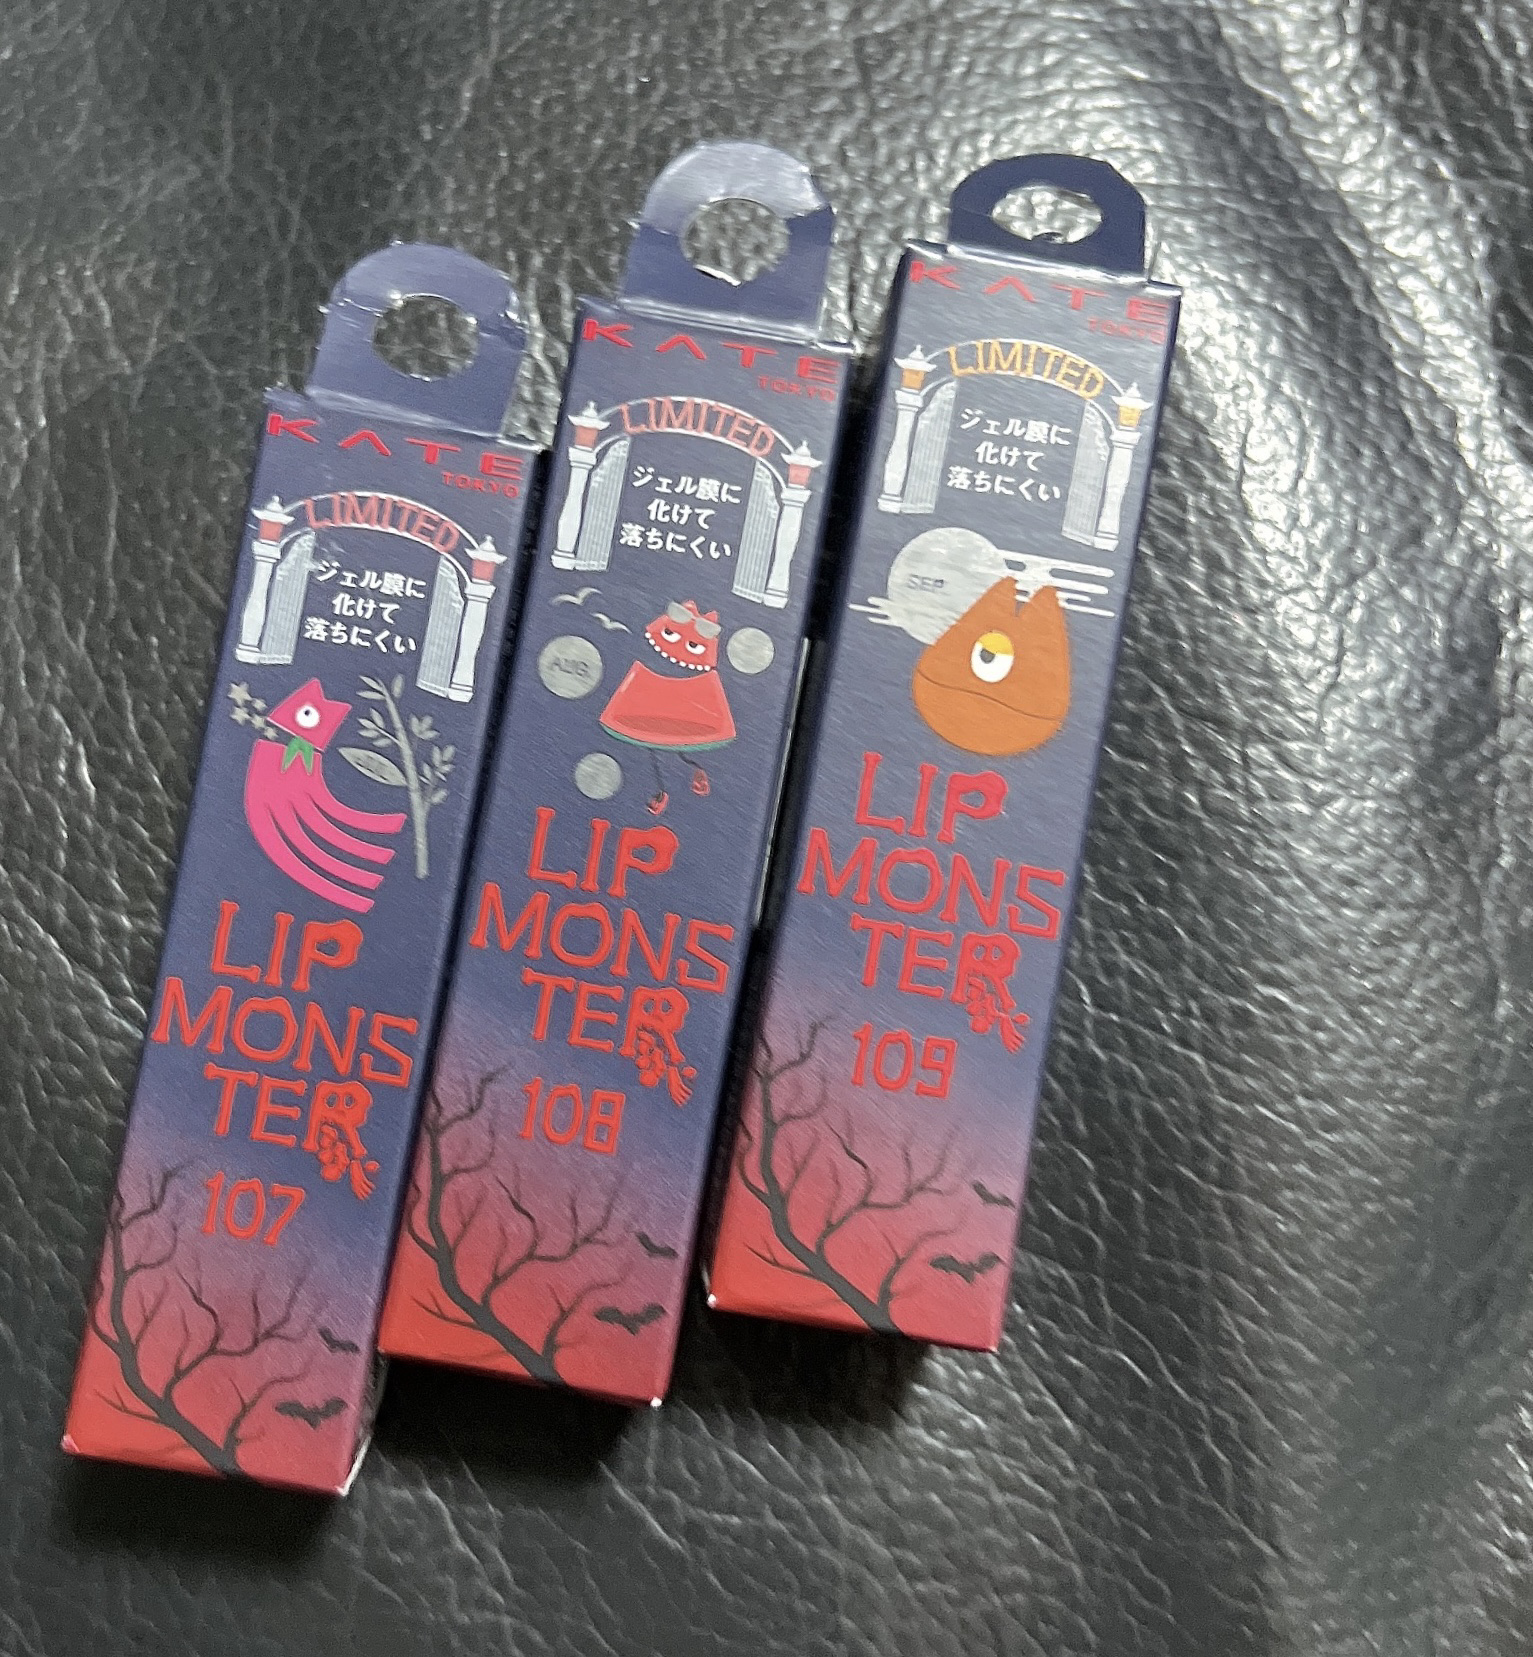 KATE
TOKYO
LIMITED
ジェル膜に
化けて
落ちにくい
LIP
MONS
TER
107
KATE
TOKYO
LIMITED
ジェル膜に
化けて
落ちにくい
AUG
LIP
MONS
TER
108
KATE
TOKYO
LIMITED
ジェル膜に
化けて
落ちにくい
SEP
LIP
MONS
TER
109